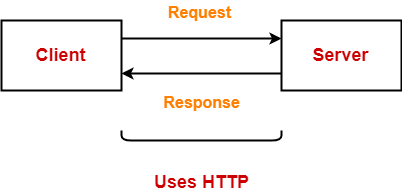 Request
Client
Server
Response
Uses HTTP